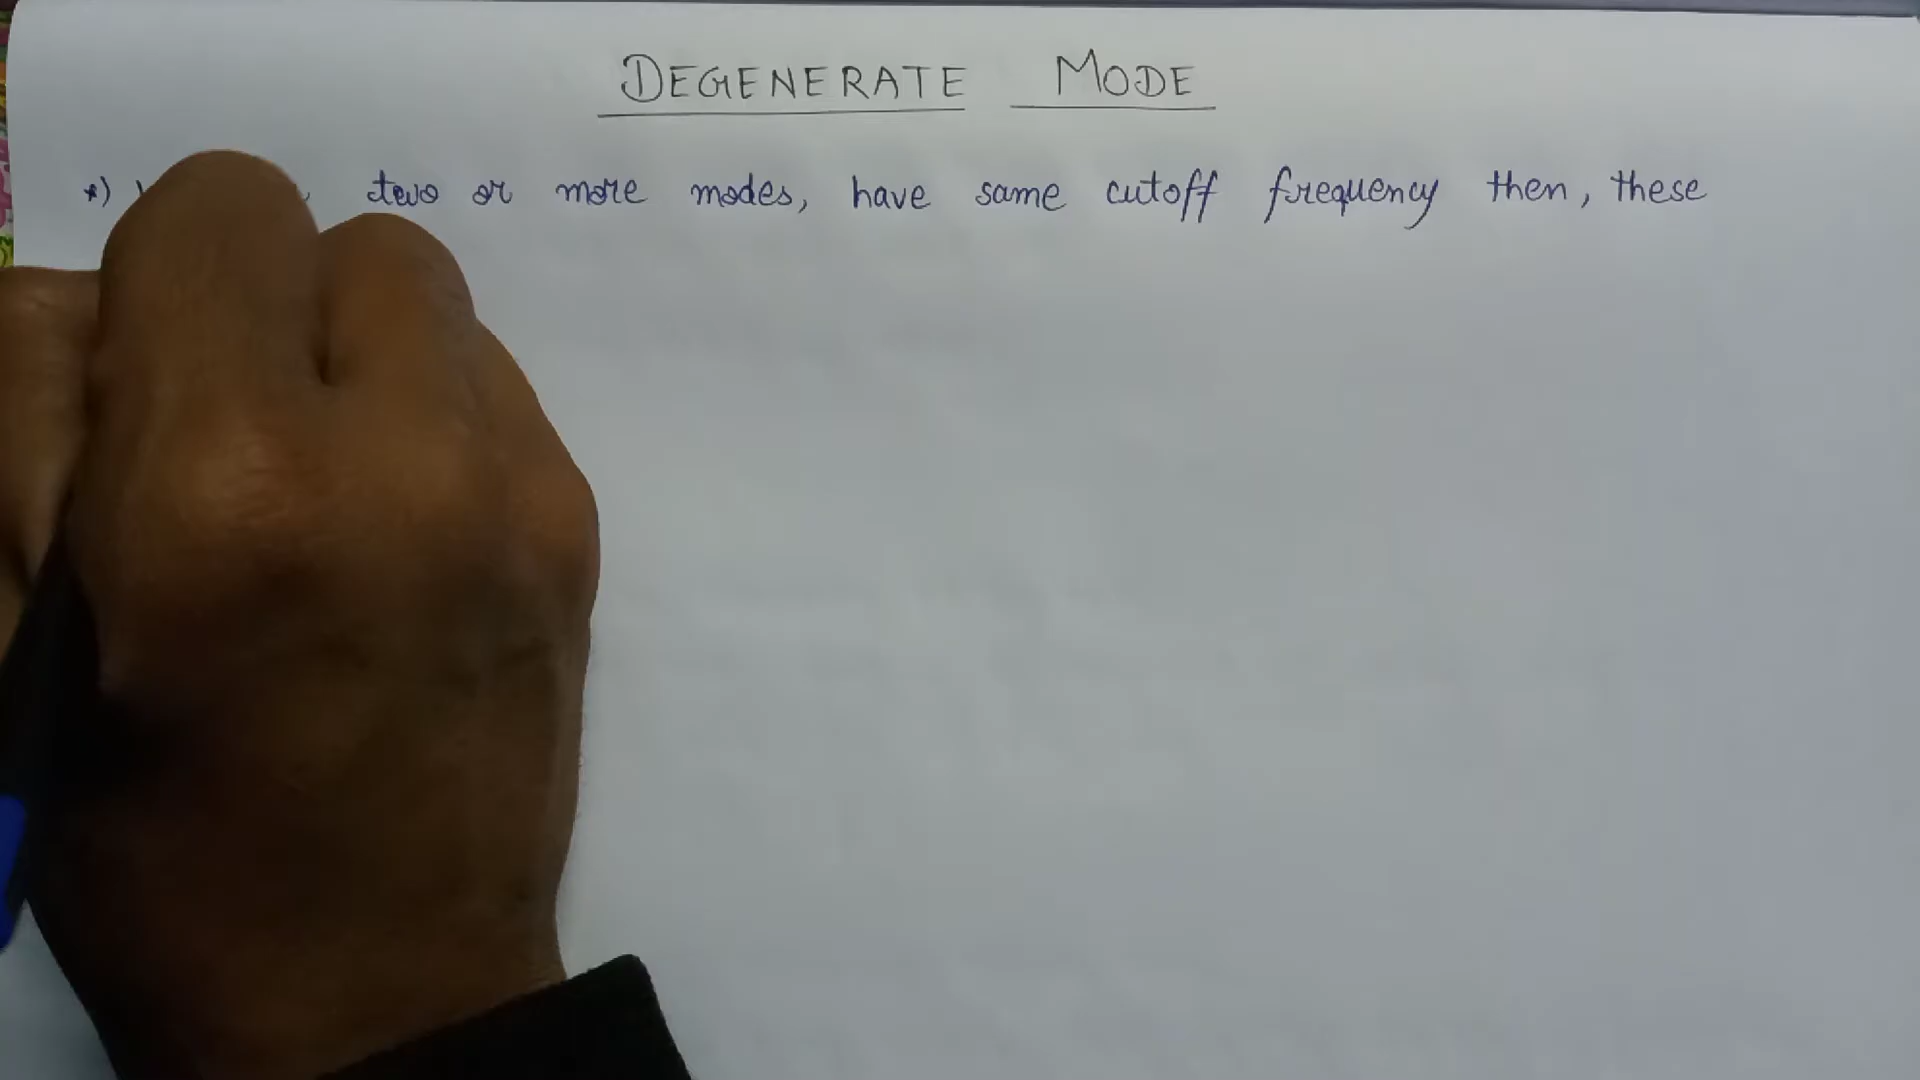 DEGENERATE MODE
*) two or more modes, have same cutoff frequency then, these